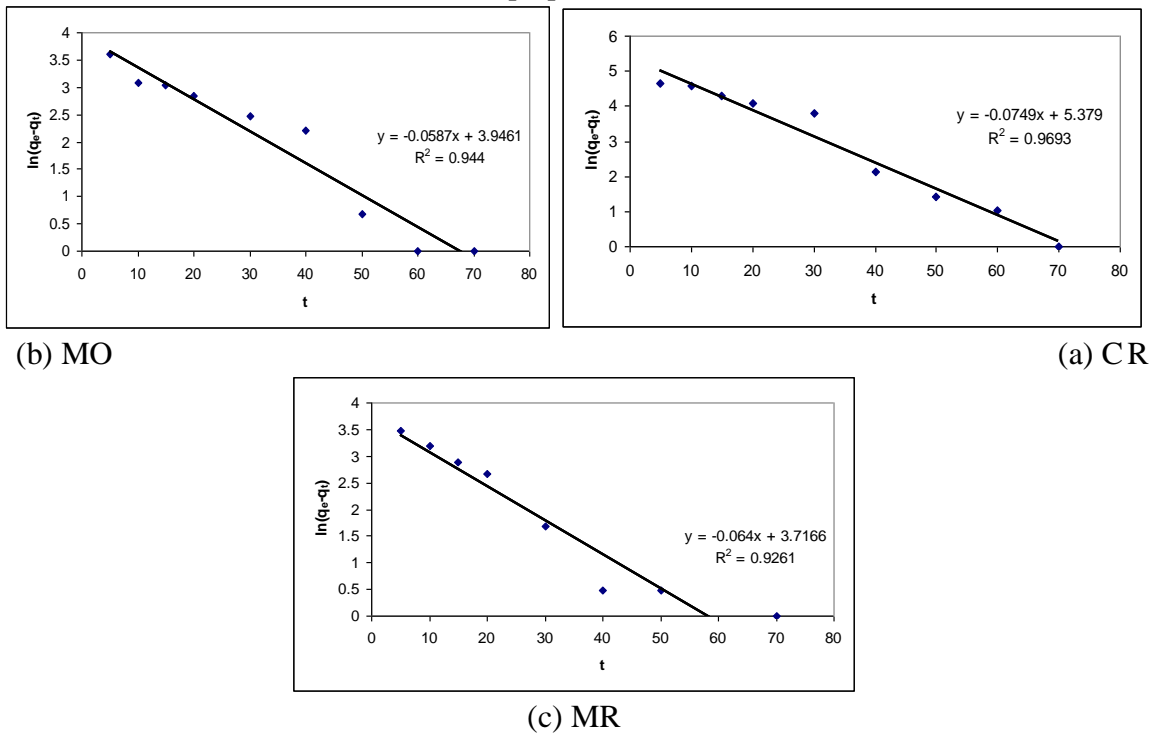 4
3.5
3
2.5
2
1.5
1
0.5
0
ln(qₑ-qₜ)
y = -0.0587x + 3.9461
R² = 0.944
0 10 20 30 40 50 60 70 80
t
6
5
4
3
2
1
0
ln(qₑ-qₜ)
y = -0.0749x + 5.379
R² = 0.9693
0 10 20 30 40 50 60 70 80
t
(b) MO
(a) CR
4
3.5
3
2.5
2
1.5
1
0.5
0
ln(qₑ-qₜ)
y = -0.064x + 3.7166
R² = 0.9261
0 10 20 30 40 50 60 70 80
t
(c) MR